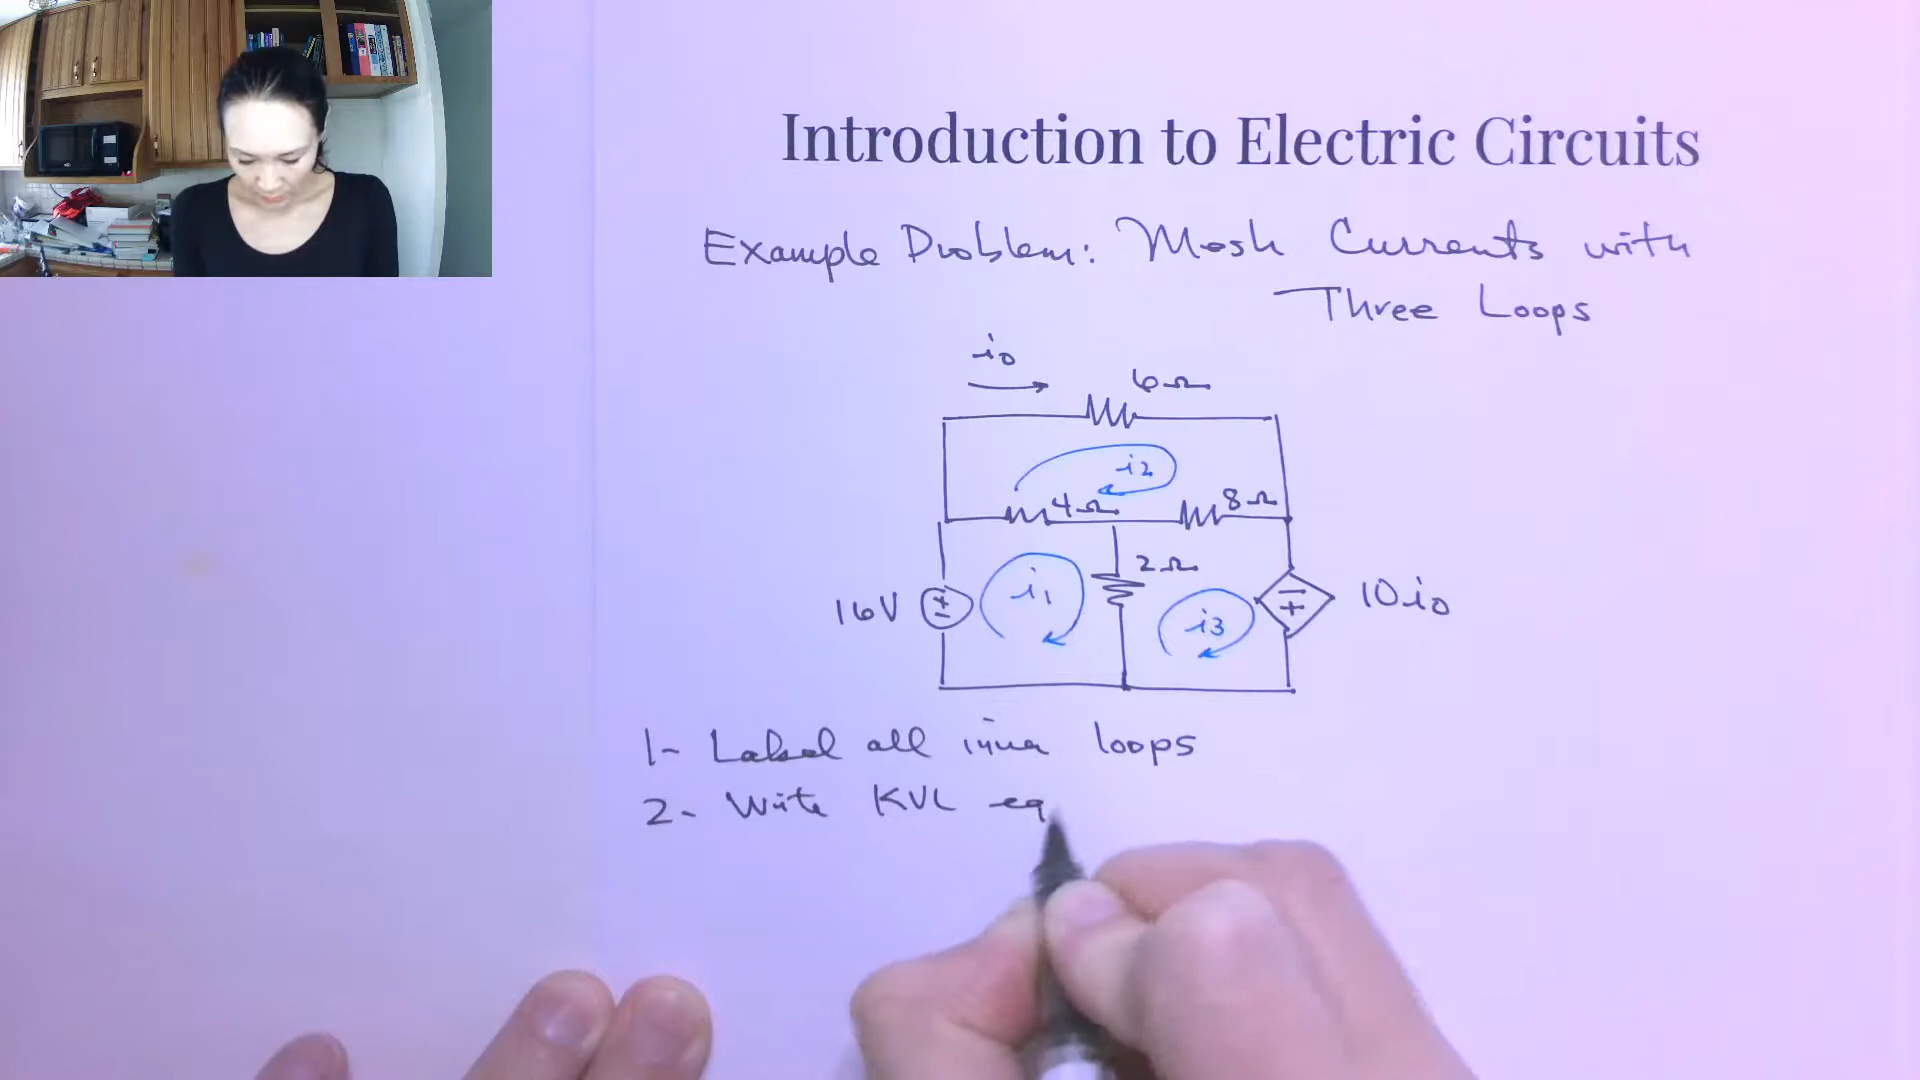 Introduction to Electric Circuits
Example Problem: Mesh Currents with
Three Loops
i0
6Ω
i2
4Ω 8Ω
2Ω
16V + - i1 i3 - + 10i0
1- Label all inner loops
2- Write KVL eq